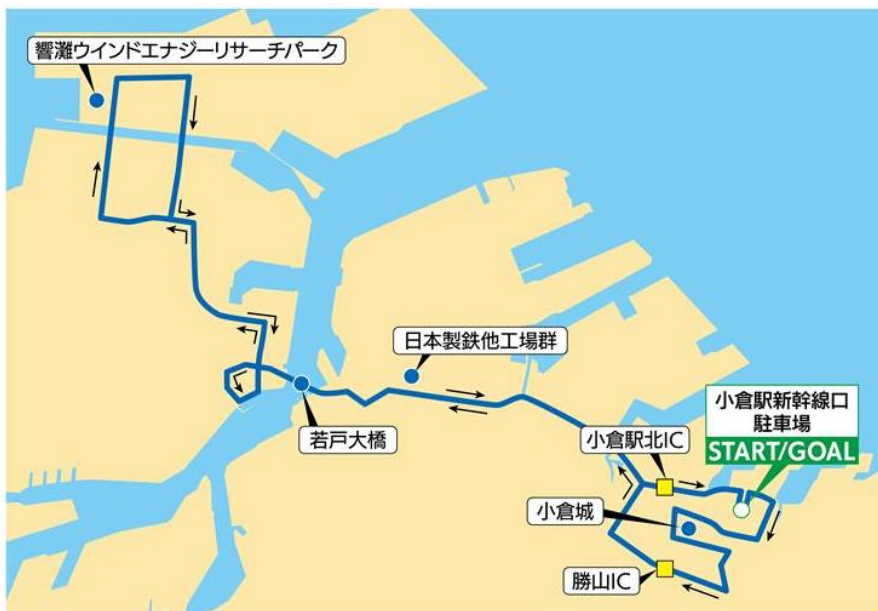 響灘ウインドエナジーリサーチパーク
日本製鉄他工場群
小倉駅新幹線口
駐車場
START/GOAL
若戸大橋
小倉駅北IC
小倉城
勝山IC